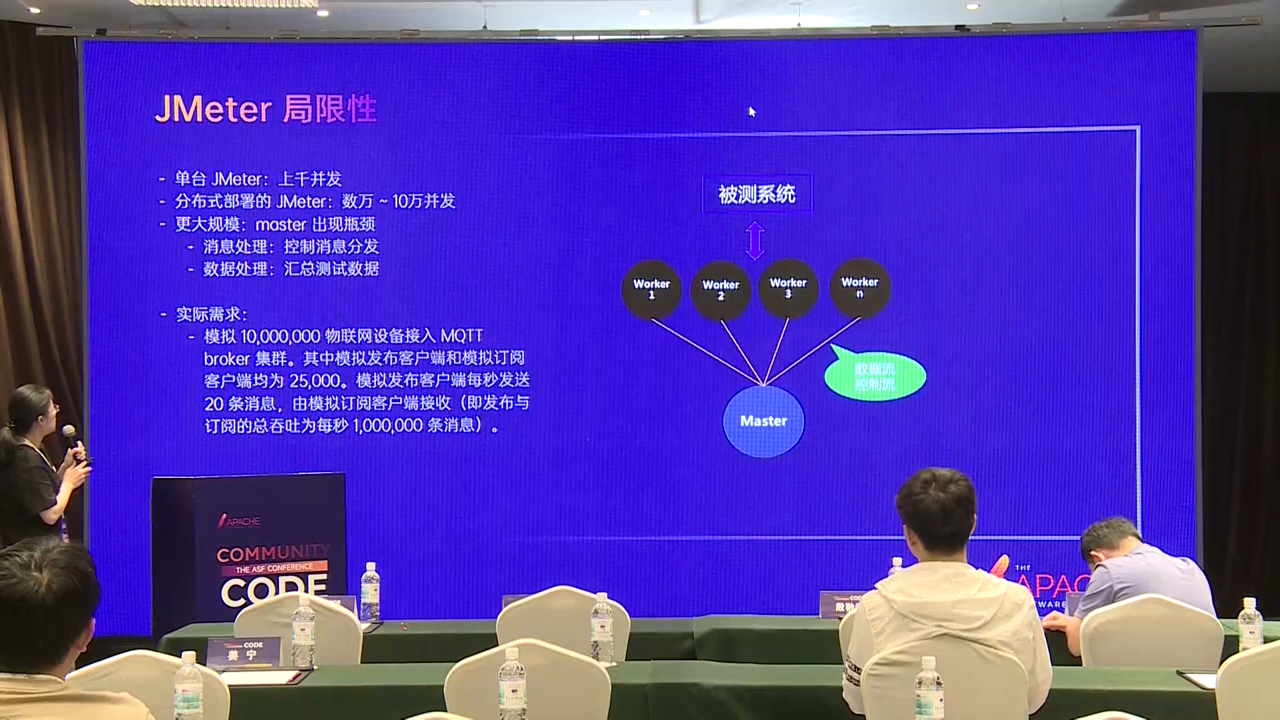 JMeter 局限性
- 单台 JMeter：上千并发
- 分布式部署的 JMeter：数万 ~ 10万并发
- 更大规模：master 出现瓶颈
- 消息处理：控制消息分发
- 数据处理：汇总测试数据
- 实际需求：
- 模拟 10,000,000 物联网设备接入 MQTT
broker 集群。其中模拟发布客户端和模拟订阅
客户端均为 25,000。模拟发布客户端每秒发送
20 条消息，由模拟订阅客户端接收（即发布与
订阅的总吞吐为每秒 1,000,000 条消息）。
被测系统
Worker
1
Worker
2
Worker
3
Worker
n
数据流
控制流
Master
APACHE
COMMUNITY
THE ASF CONFERENCE
CODE
THE
APAC
CODE
姜 宁